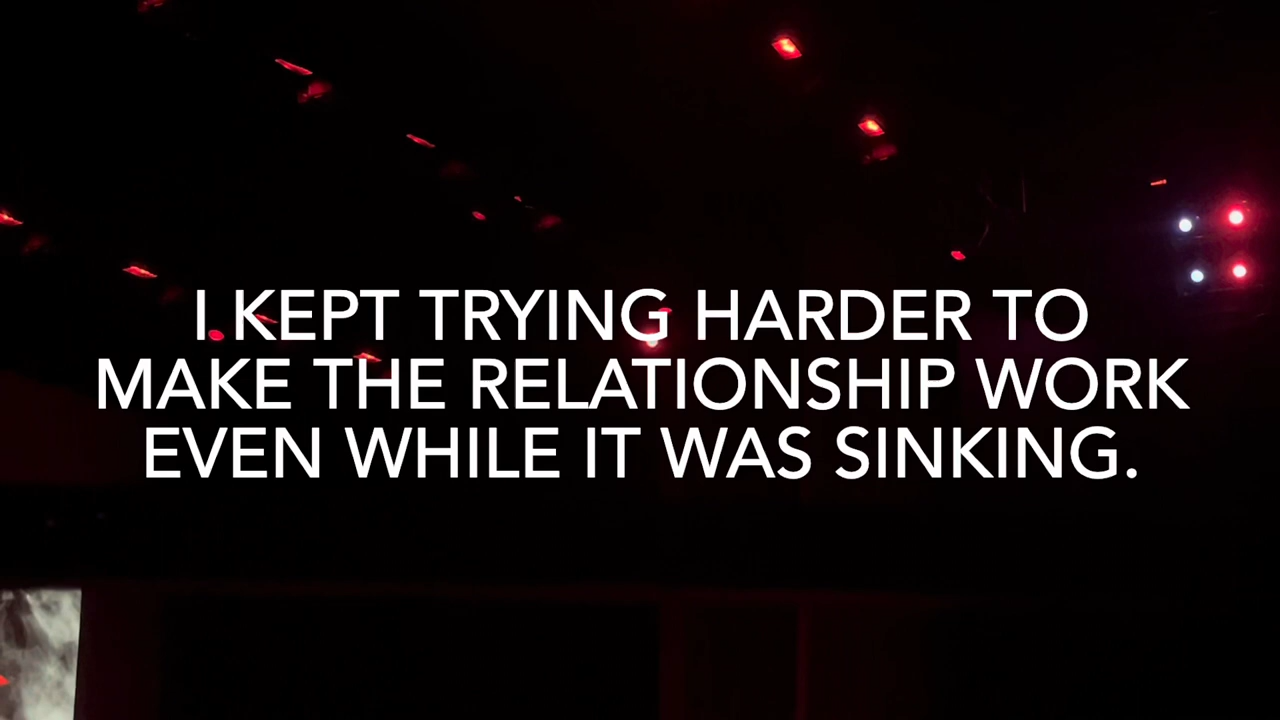 I KEPT TRYING HARDER TO
MAKE THE RELATIONSHIP WORK
EVEN WHILE IT WAS SINKING.